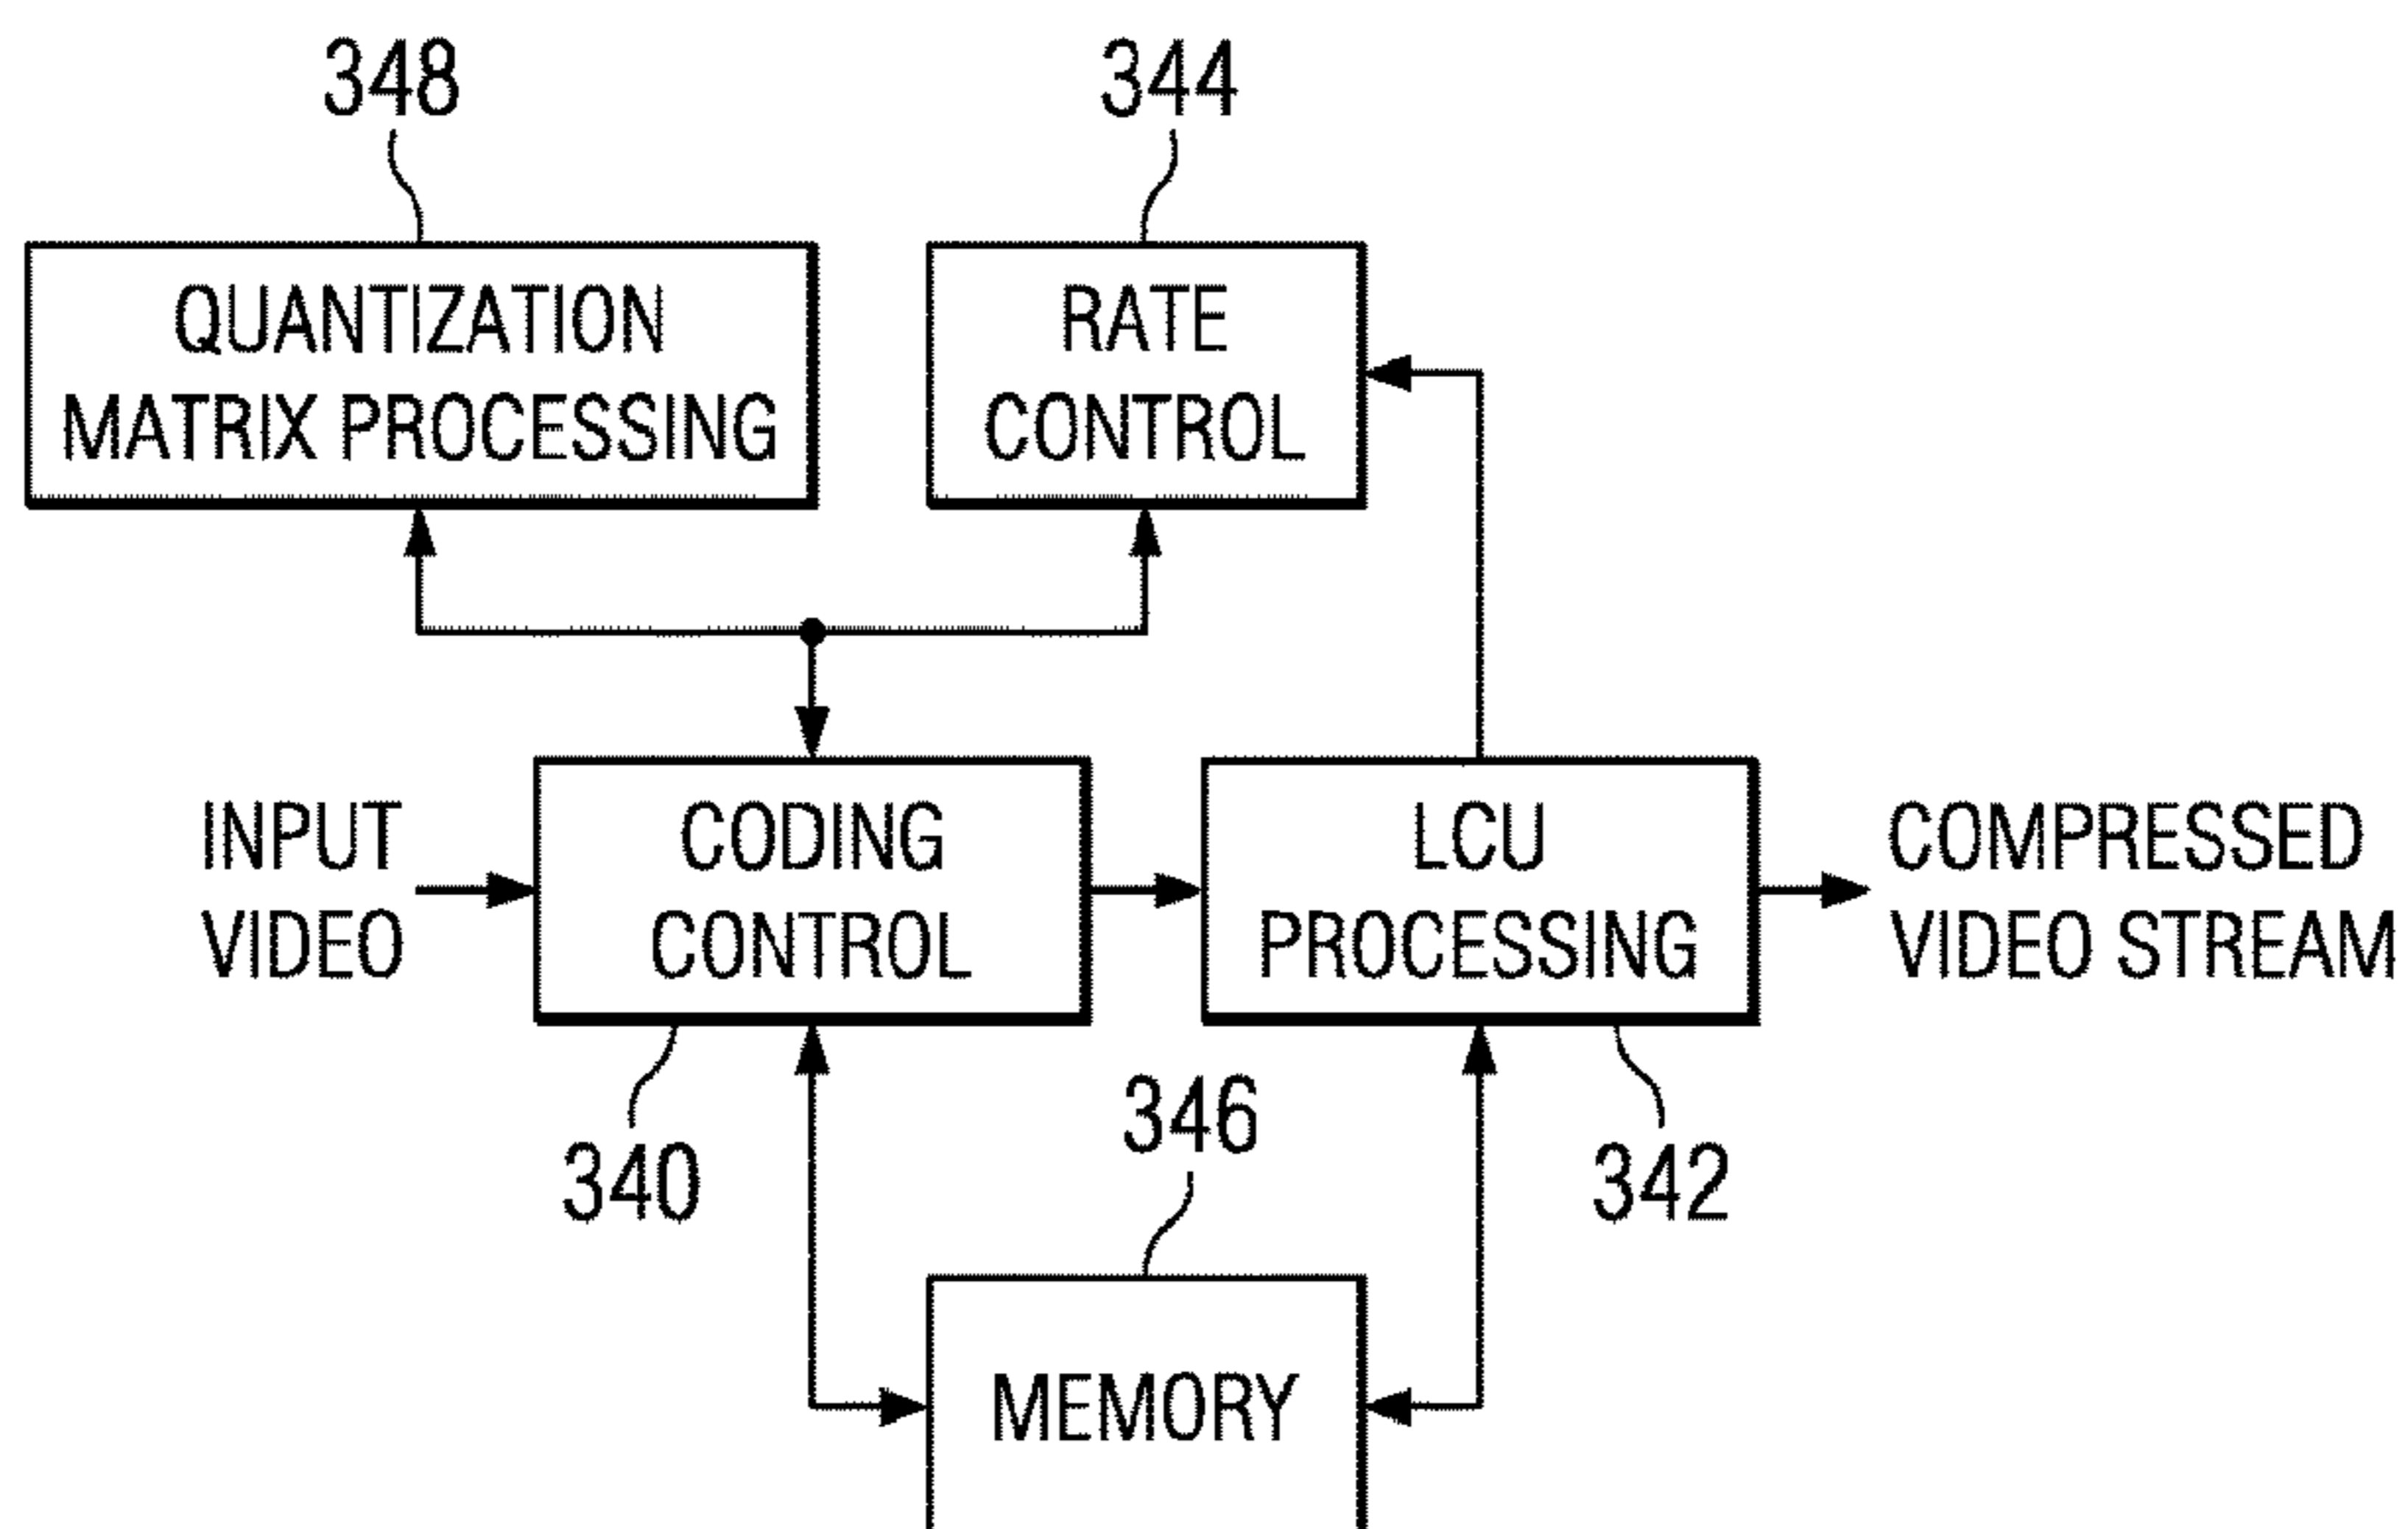 348
344
QUANTIZATION
MATRIX PROCESSING
RATE
CONTROL
INPUT
VIDEO
CODING
CONTROL
LCU
PROCESSING
COMPRESSED
VIDEO STREAM
340
346
342
MEMORY